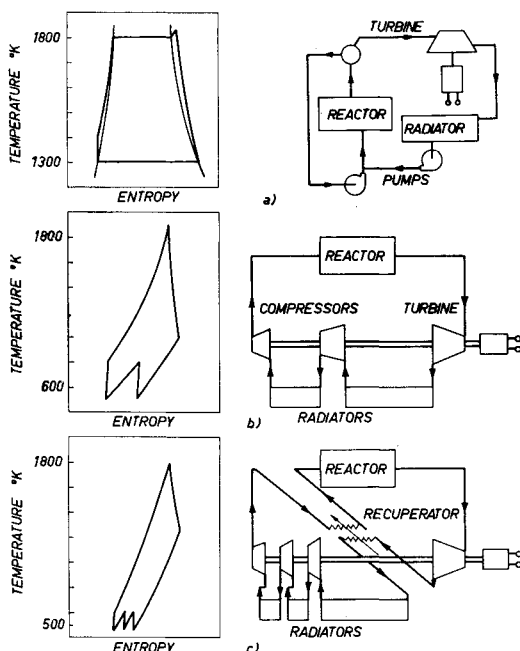 TEMPERATURE °K
1800
1300
ENTROPY
TURBINE
REACTOR
RADIATOR
PUMPS
a)
TEMPERATURE °K
1800
600
ENTROPY
REACTOR
COMPRESSORS
TURBINE
RADIATORS
b)
TEMPERATURE °K
1800
500
ENTROPY
REACTOR
RECUPERATOR
RADIATORS
c)